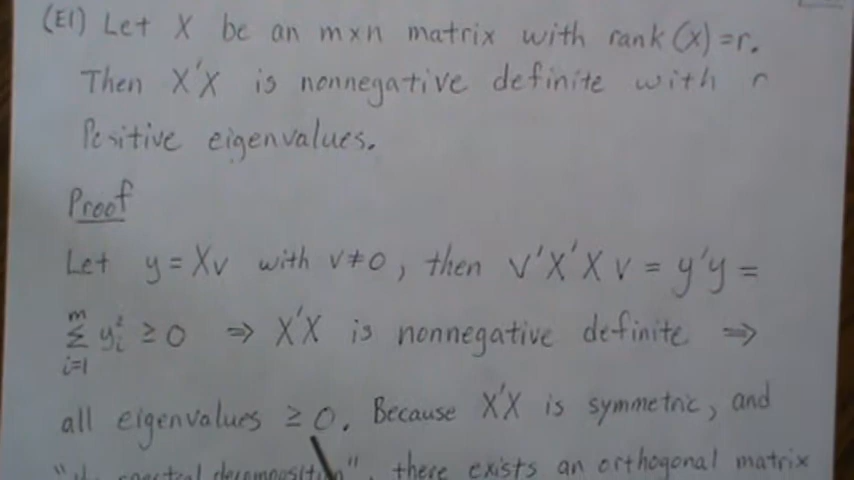 (E1) Let X be an m×n matrix with rank (X) = r.
Then X'X is nonnegative definite with r
Positive eigenvalues.
Proof
Let y = Xv with v≠0, then v'X'Xv = y'y =
m
Σ yᵢ² ≥ 0 ⇒ X'X is nonnegative definite ⇒
i=1
all eigenvalues ≥ 0. Because X'X is symmetric, and
spectral decomposition", there exists an orthogonal matrix